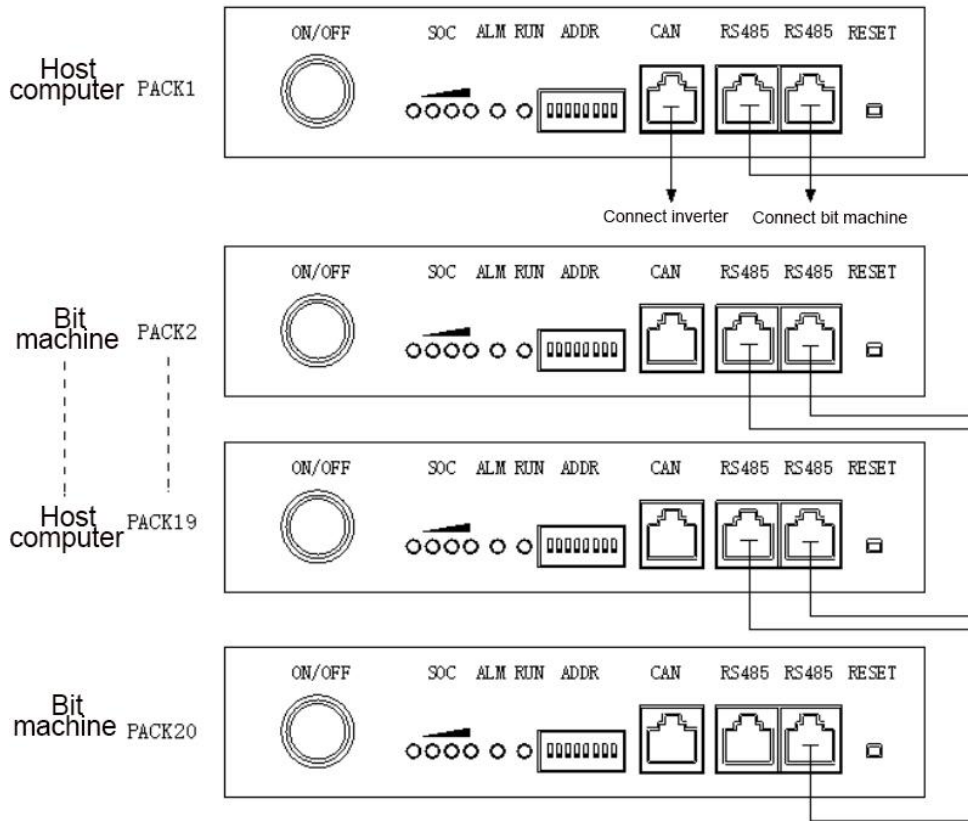 ON/OFF SOC ALM RUN ADDR CAN RS485 RS485 RESET
Host
computer PACK1
Connect inverter Connect bit machine
ON/OFF SOC ALM RUN ADDR CAN RS485 RS485 RESET
Bit
machine PACK2
ON/OFF SOC ALM RUN ADDR CAN RS485 RS485 RESET
Host
computer PACK19
ON/OFF SOC ALM RUN ADDR CAN RS485 RS485 RESET
Bit
machine PACK20